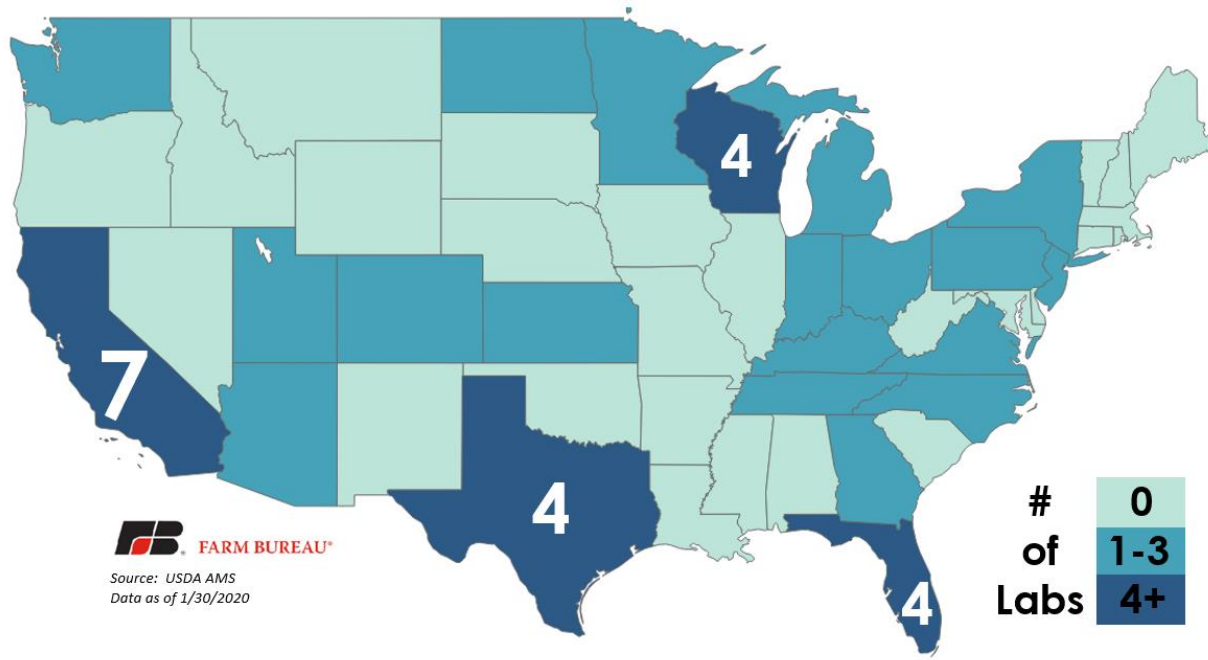 4
7
4
4
FARM BUREAU®
Source: USDA AMS
Data as of 1/30/2020
# of Labs
0
1-3
4+